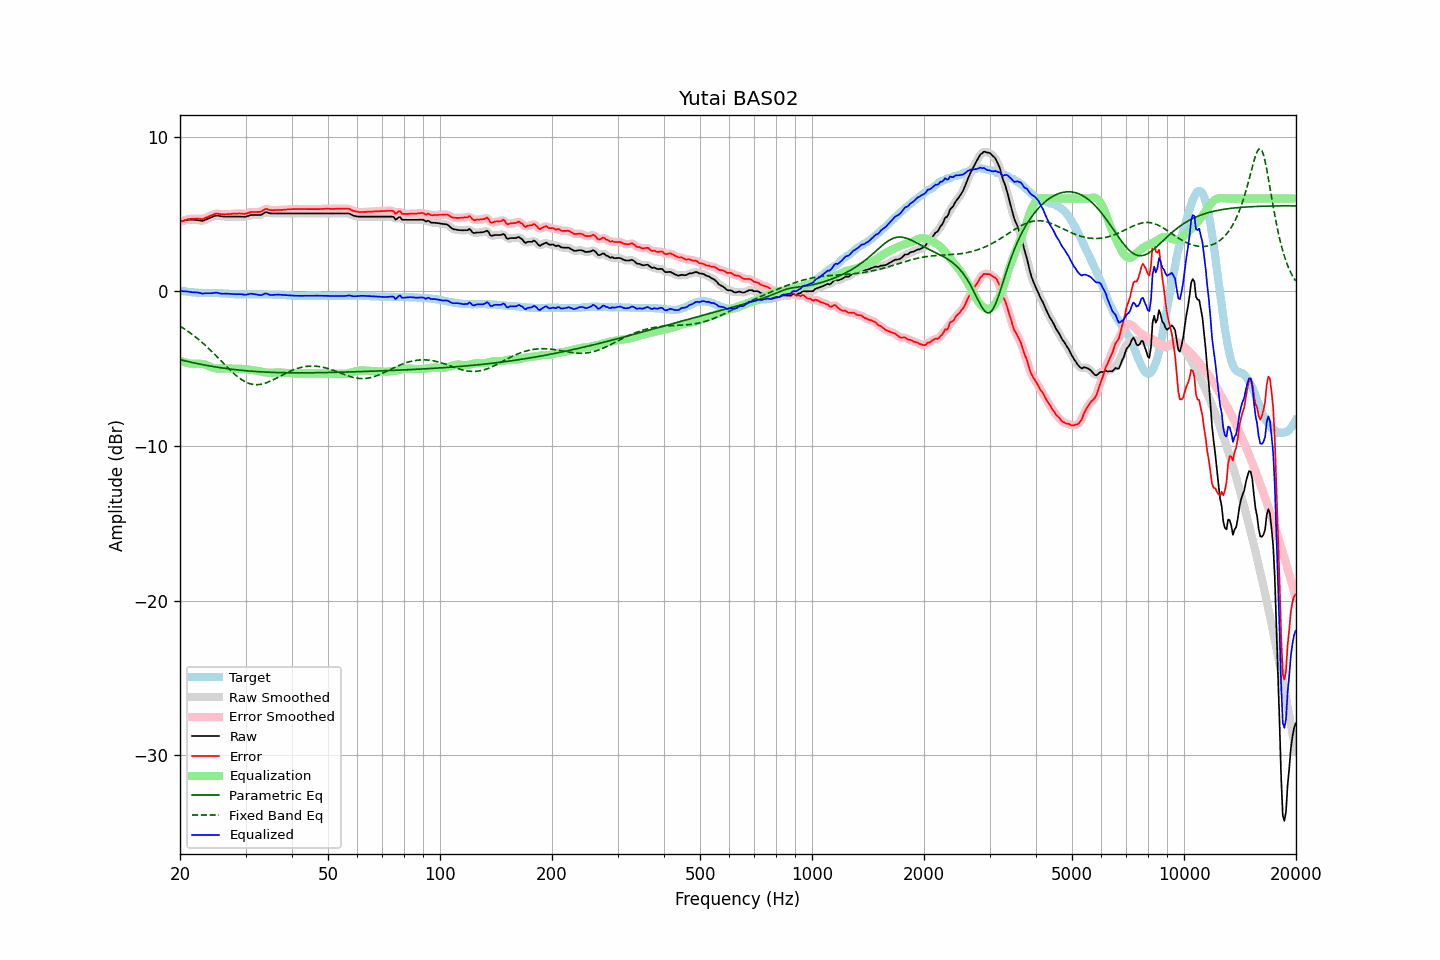 Yutai BAS02
10
0
−10
−20
−30
Amplitude (dBr)
Target
Raw Smoothed
Error Smoothed
Raw
Error
Equalization
Parametric Eq
Fixed Band Eq
Equalized
20 50 100 200 500 1000 2000 5000 10000 20000
Frequency (Hz)